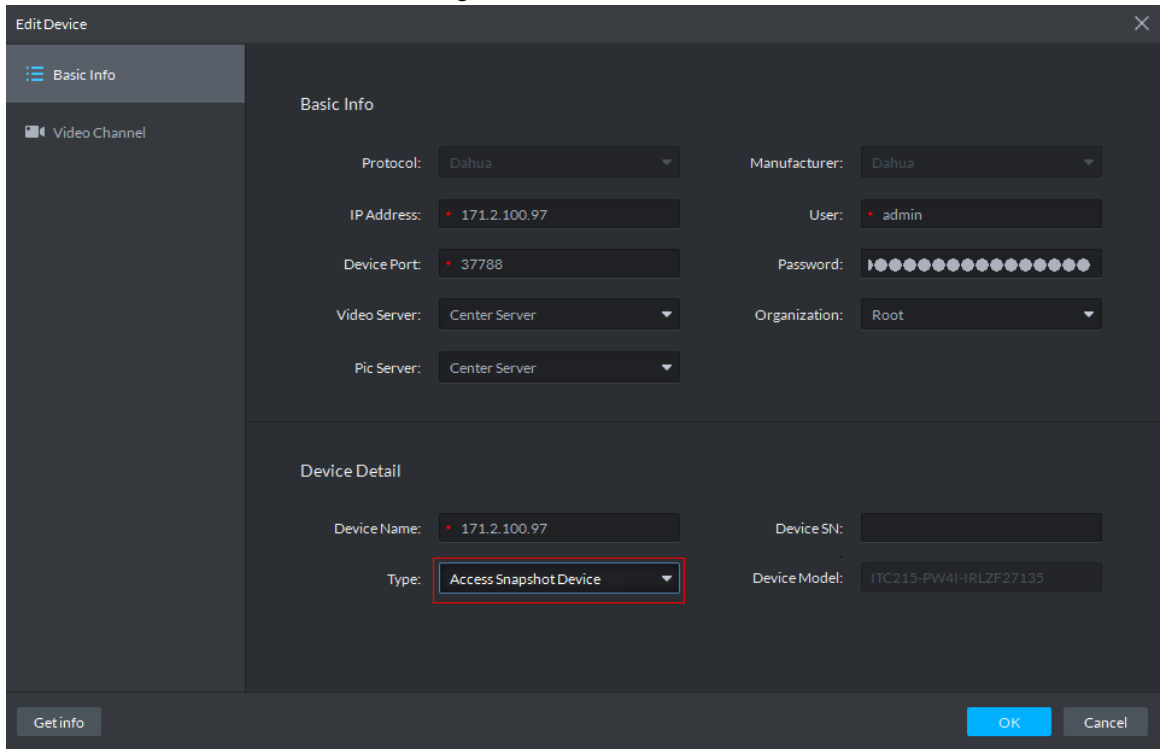 Edit Device
Basic Info
Video Channel
Basic Info
Protocol: Dahua Manufacturer: Dahua
IP Address: 171.2.100.97 User: admin
Device Port: 37788 Password:
Video Server: Center Server Organization: Root
Pic Server: Center Server
Device Detail
Device Name: 171.2.100.97 Device SN:
Type: Access Snapshot Device Device Model: ITC215-PW4I-IRLZF27135
Get info OK Cancel